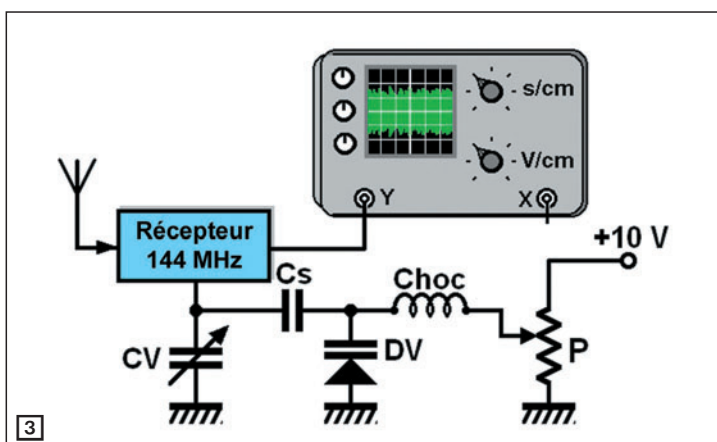 s/cm
V/cm
Y
X
Récepteur
144 MHz
+10 V
Cs
Choc
CV
DV
P
3